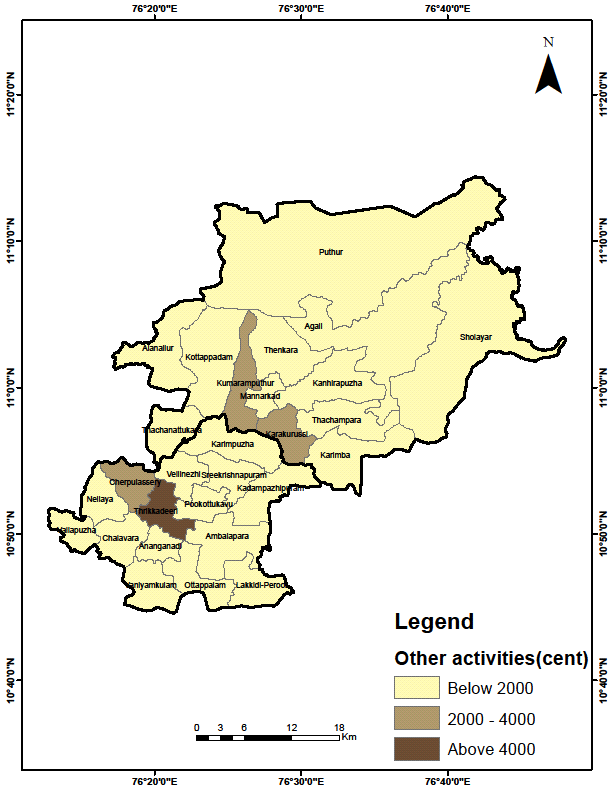 76°20'0"E 76°30'0"E 76°40'0"E
N
11°20'0"N 11°20'0"N
11°10'0"N 11°10'0"N
Puthur
Agali
Sholayar
Alanallur
Thenkara
Kottappadam
Kumaramputhur
Kanhirapuzha
11°0'0"N 11°0'0"N
Mannarkad
Thachampara
Thachanattukara
Karakurussi
Karimpuzha
Karimba
Vellinezhi
Sreekrishnapuram
Cherpulassery
Kadampazhipuram
Nellaya
Pookottukavu
Thrikkadeeri
Vallapuzha
10°50'0"N 10°50'0"N
Chalavara
Ambalapara
Ananganadi
Vaniyamkulam
Ottappalam
Lakkidi-Peroor
Legend
Other activities(cent)
Below 2000
2000 - 4000
Above 4000
10°40'0"N 10°40'0"N
0 3 6 12 18
Km
76°20'0"E 76°30'0"E 76°40'0"E